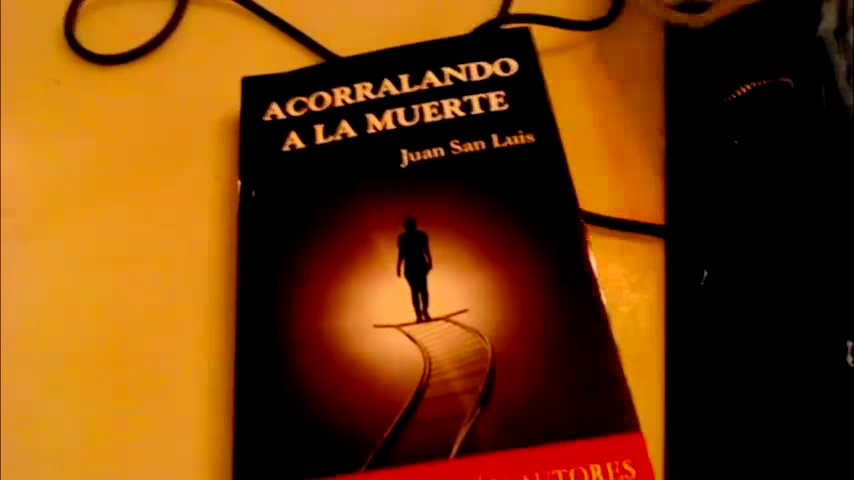 ACORRALANDO
A LA MUERTE
Juan San Luis
AUTORES